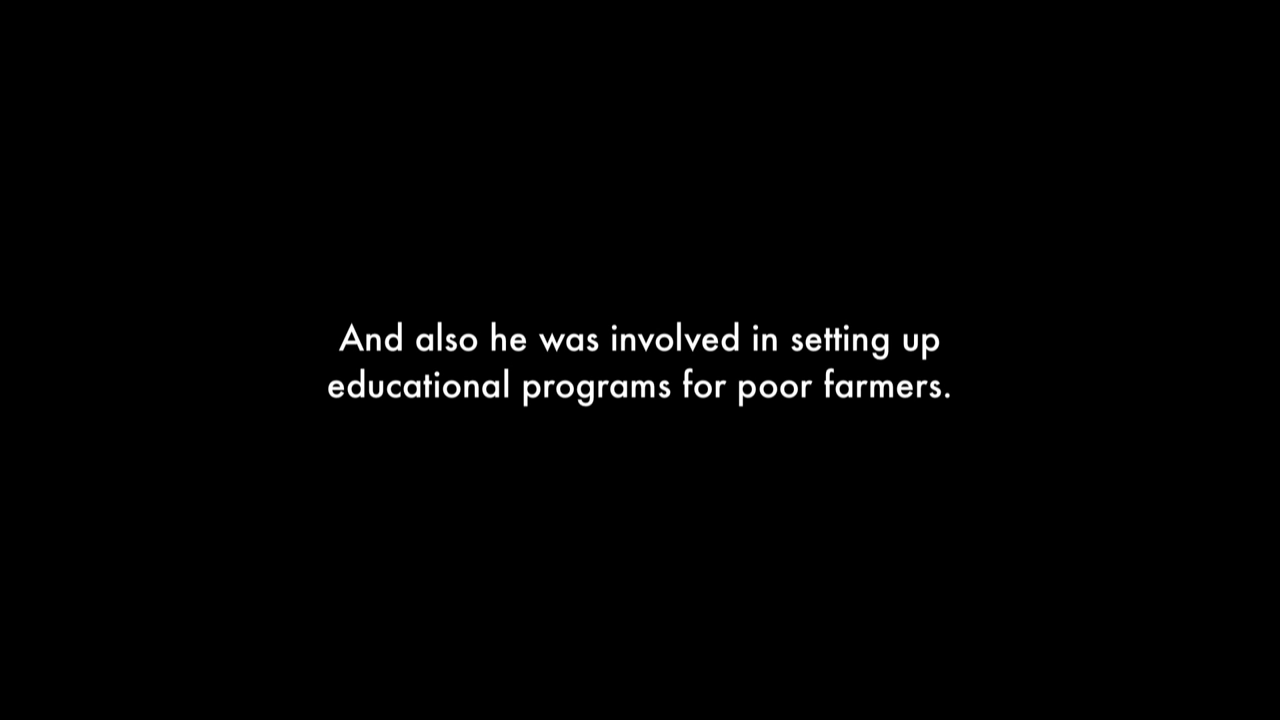 And also he was involved in setting up
educational programs for poor farmers.